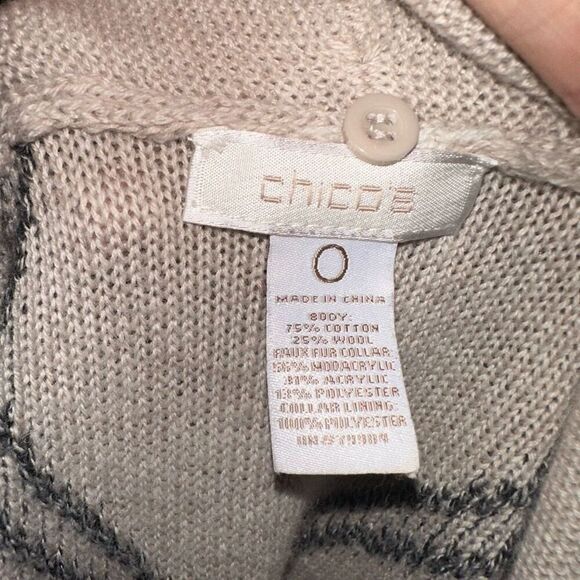 chico's
0
MADE IN CHINA
BODY:
75% COTTON
25% WOOL
FAUX FUR COLLAR:
56% MODACRYLIC
31% ACRYLIC
13% POLYESTER
COLLAR LINING:
100% POLYESTER